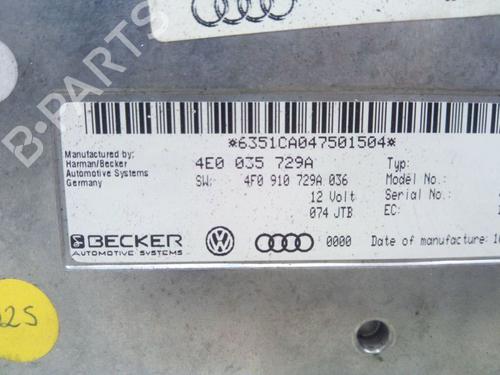 B-PARTS
*6351CA047501504*
Manufactured by:
Harman/Becker
Automotive Systems
Germany
4E0 035 729A
SW: 4F0 910 729A 036
12 Volt
074 JTB
Typ:
Model No.:
Serial No.:
EC:
BECKER
AUTOMOTIVE SYSTEMS
0000
Date of manufacture: